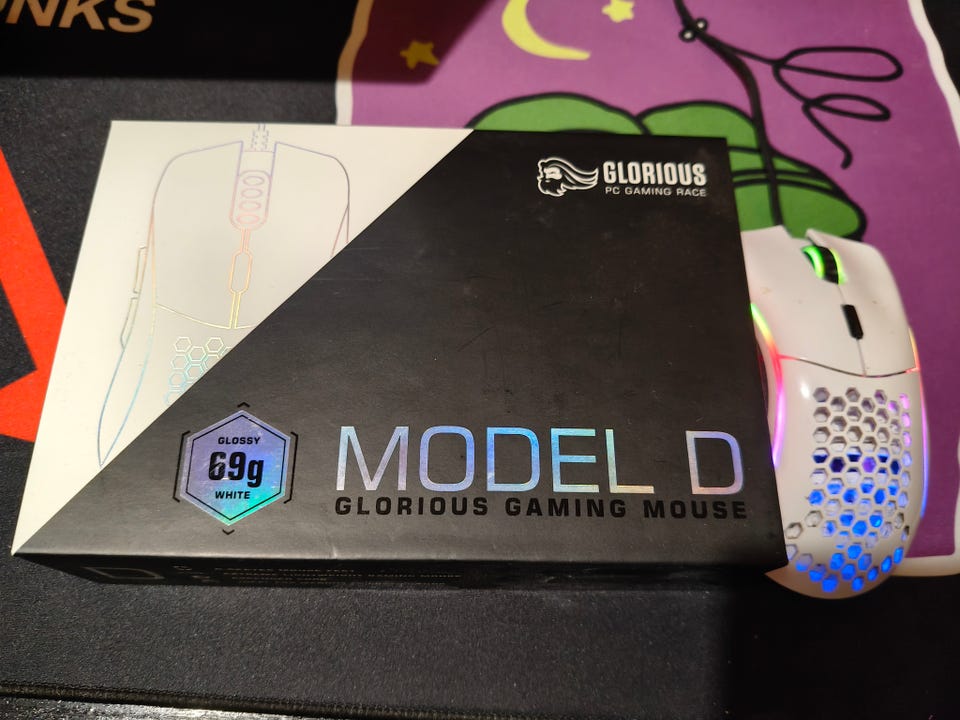 NKS
GLORIOUS
PC GAMING RACE
GLOSSY
69g
WHITE
MODEL D
GLORIOUS GAMING MOUSE